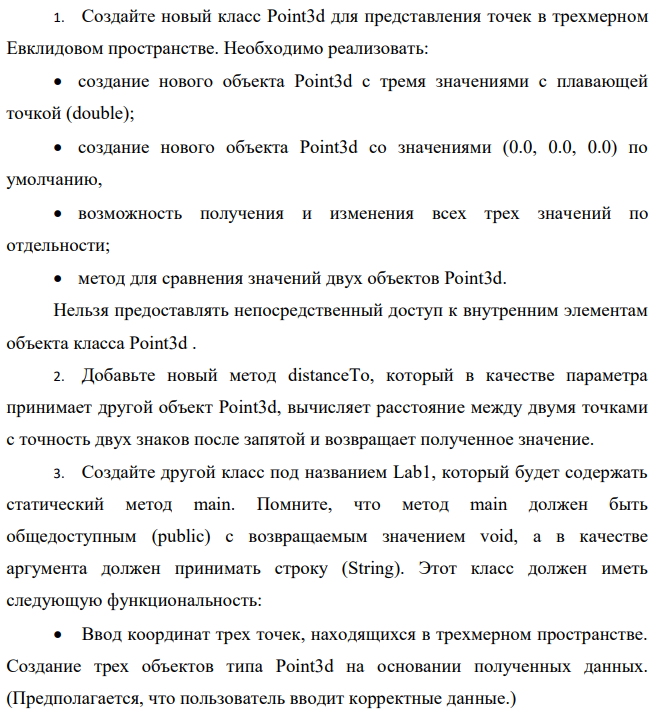 1. Создайте новый класс Point3d для представления точек в трехмерном
Евклидовом пространстве. Необходимо реализовать:
• создание нового объекта Point3d с тремя значениями с плавающей
точкой (double);
• создание нового объекта Point3d со значениями (0.0, 0.0, 0.0) по
умолчанию,
• возможность получения и изменения всех трех значений по
отдельности;
• метод для сравнения значений двух объектов Point3d.
Нельзя предоставлять непосредственный доступ к внутренним элементам
объекта класса Point3d .
2. Добавьте новый метод distanceTo, который в качестве параметра
принимает другой объект Point3d, вычисляет расстояние между двумя точками
с точность двух знаков после запятой и возвращает полученное значение.
3. Создайте другой класс под названием Lab1, который будет содержать
статический метод main. Помните, что метод main должен быть
общедоступным (public) с возвращаемым значением void, а в качестве
аргумента должен принимать строку (String). Этот класс должен иметь
следующую функциональность:
• Ввод координат трех точек, находящихся в трехмерном пространстве.
Создание трех объектов типа Point3d на основании полученных данных.
(Предполагается, что пользователь вводит корректные данные.)